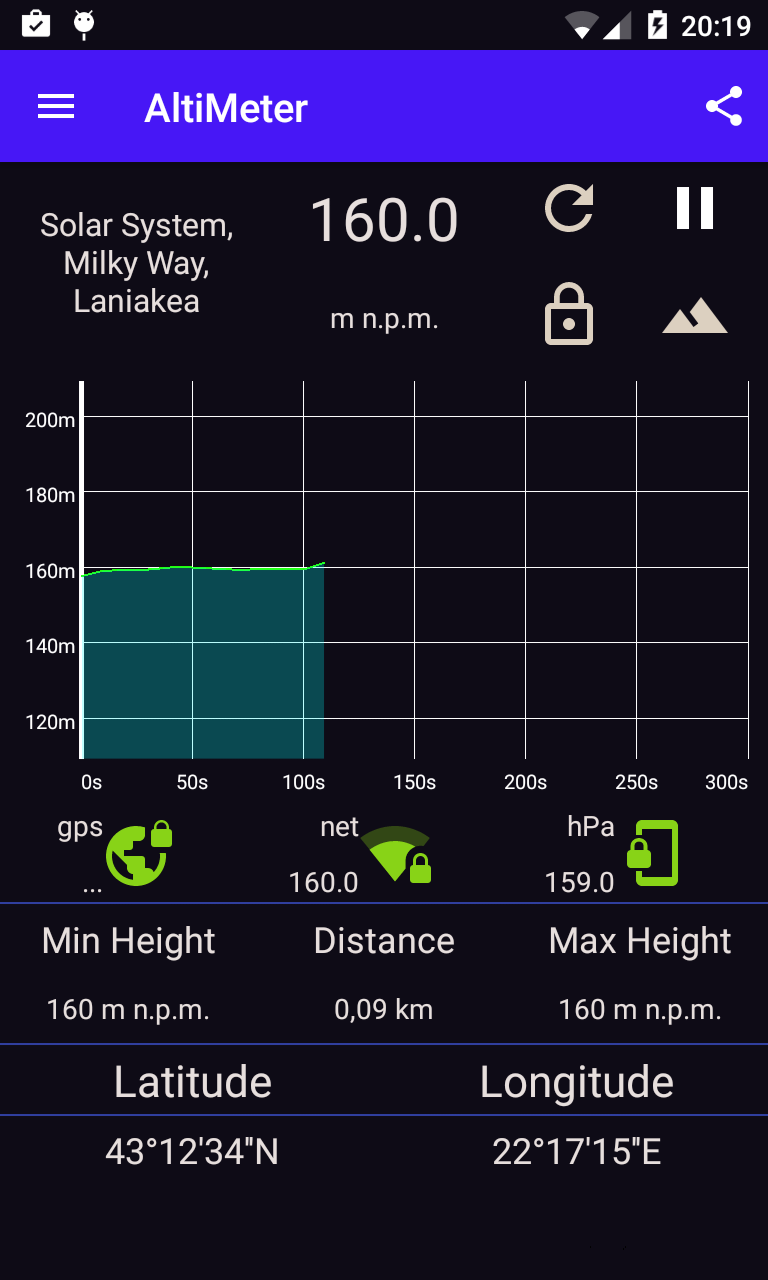 20:19
AltiMeter
Solar System,
Milky Way,
Laniakea
160.0
m n.p.m.
200m
180m
160m
140m
120m
0s 50s 100s 150s 200s 250s 300s
gps
...
net
160.0
hPa
159.0
Min Height Distance Max Height
160 m n.p.m. 0,09 km 160 m n.p.m.
Latitude Longitude
43°12'34"N 22°17'15"E